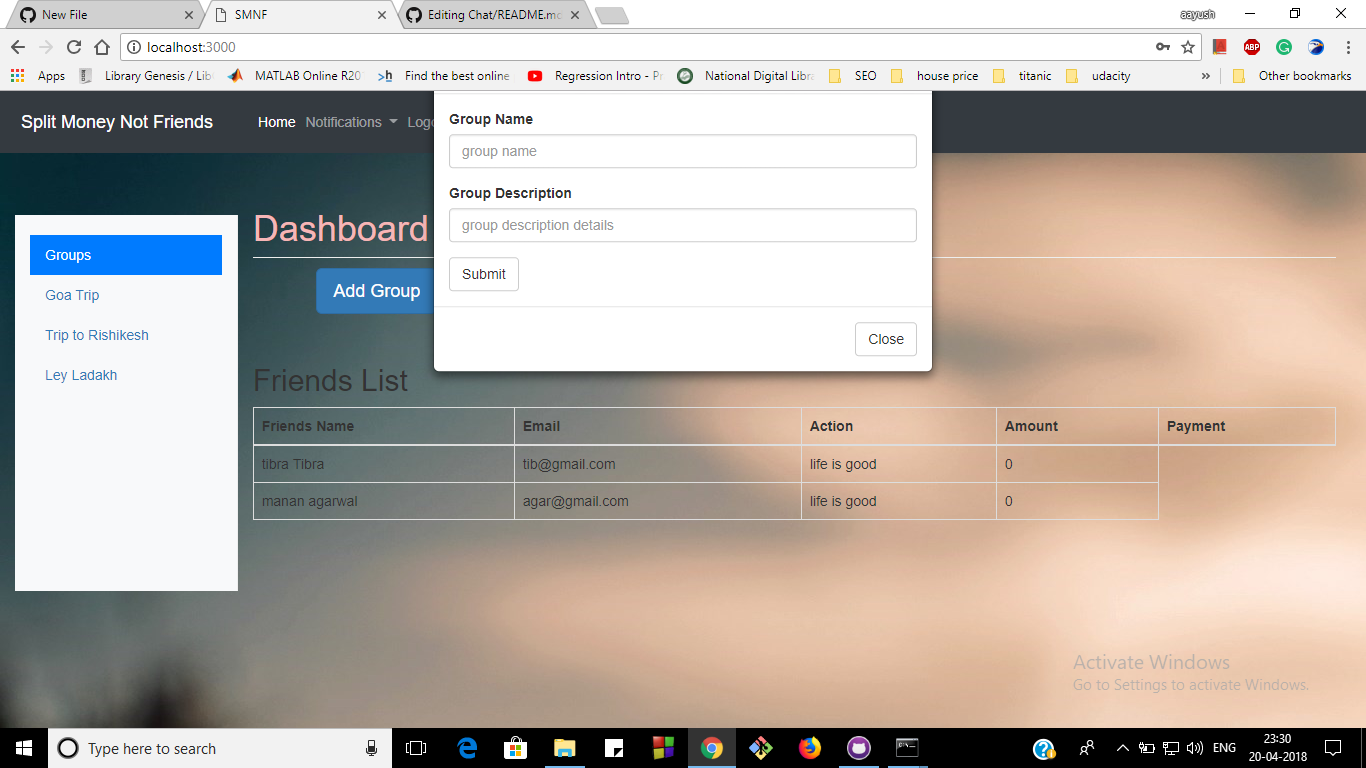 New File
SMNF
Editing Chat/README.mc
aayush
localhost:3000
Apps
Library Genesis / Lib
MATLAB Online R20
Find the best online
Regression Intro - Pr
National Digital Libra
SEO
house price
titanic
udacity
»
Other bookmarks
ABP
Split Money Not Friends
Home
Notifications
Logo
Group Name
group name
Group Description
group description details
Submit
Close
Groups
Goa Trip
Trip to Rishikesh
Ley Ladakh
Dashboard
Add Group
Friends List
Friends Name Email Action Amount Payment
tibra Tibra tib@gmail.com life is good 0
manan agarwal agar@gmail.com life is good 0
Activate Windows
Go to Settings to activate Windows.
Type here to search
ENG
23:30
20-04-2018